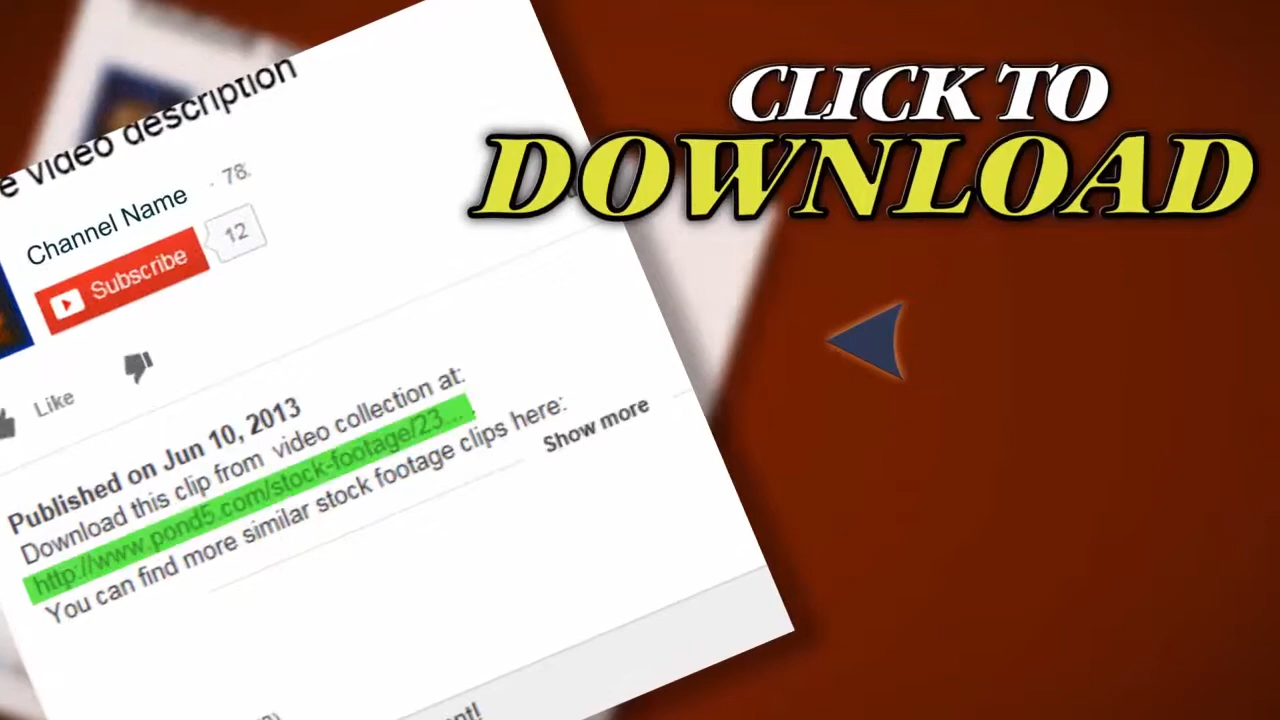 CLICK TO
DOWNLOAD
e video description
Channel Name
78
Subscribe
12
Like
Published on Jun 10, 2013
Download this clip from video collection at:
http://www.pond5.com/stock-footage/23 ...
You can find more similar stock footage clips here:
Show more